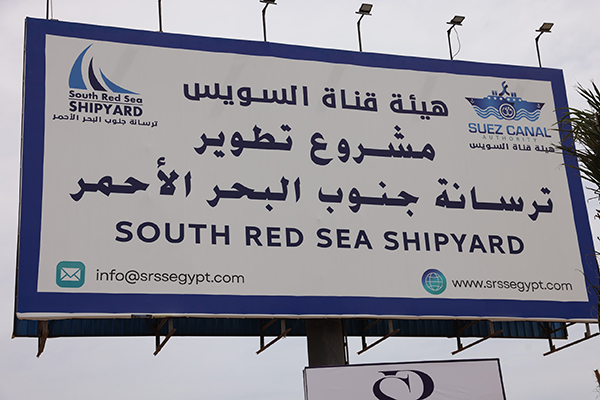 South Red Sea
SHIPYARD
ترسانة جنوب البحر الأحمر
SUEZ CANAL
AUTHORITY
هيئة قناة السويس
هيئة قناة السويس
مشروع تطوير
ترسانة جنوب البحر الأحمر
SOUTH RED SEA SHIPYARD
info@srssegypt.com
www.srssegypt.com